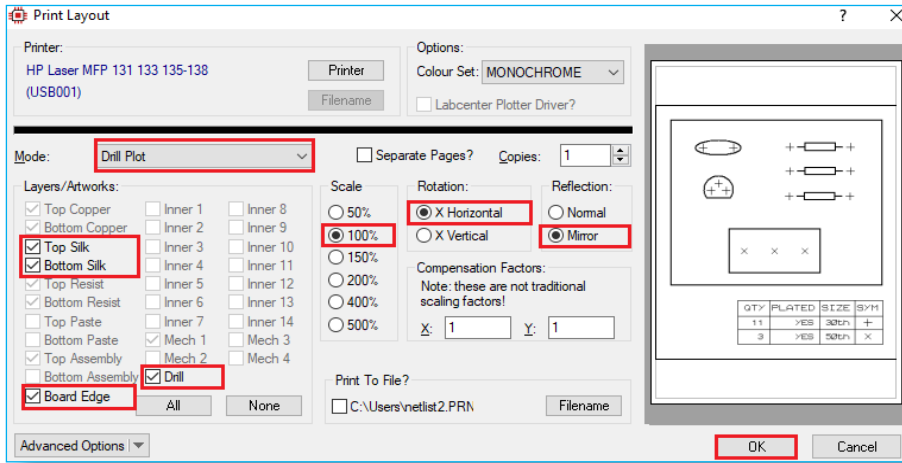 Print Layout
?
Printer:
HP Laser MFP 131 133 135-138
(USB001)
Printer
Filename
Options:
Colour Set: MONOCHROME
Labcenter Plotter Driver?
Mode: Drill Plot
Separate Pages? Copies: 1
Layers/Artworks:
Top Copper Inner 1 Inner 8
Bottom Copper Inner 2 Inner 9
Top Silk Inner 3 Inner 10
Bottom Silk Inner 4 Inner 11
Top Resist Inner 5 Inner 12
Bottom Resist Inner 6 Inner 13
Top Paste Inner 7 Inner 14
Bottom Paste Mech 1 Mech 3
Top Assembly Mech 2 Mech 4
Bottom Assembly Drill
Board Edge All None
Scale
50%
100%
150%
200%
400%
500%
Rotation:
X Horizontal
X Vertical
Reflection:
Normal
Mirror
Compensation Factors:
Note: these are not traditional
scaling factors!
X: 1 Y: 1
Print To File?
C:\Users\netlist2.PRN Filename
QTY PLATED SIZE SYM
11 YES 30th +
3 YES 50th ×
Advanced Options
OK Cancel